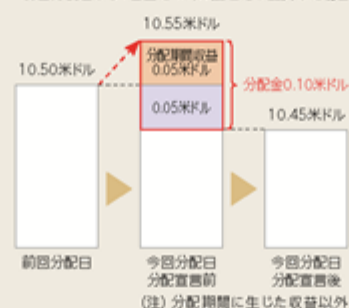 10.55米ドル
10.50米ドル
分配期間収益
0.05米ドル
分配金0.10米ドル
0.05米ドル
10.45米ドル
前回分配日
今回分配日
分配宣言前
今回分配日
分配宣言後
(注) 分配期間に生じた収益以外